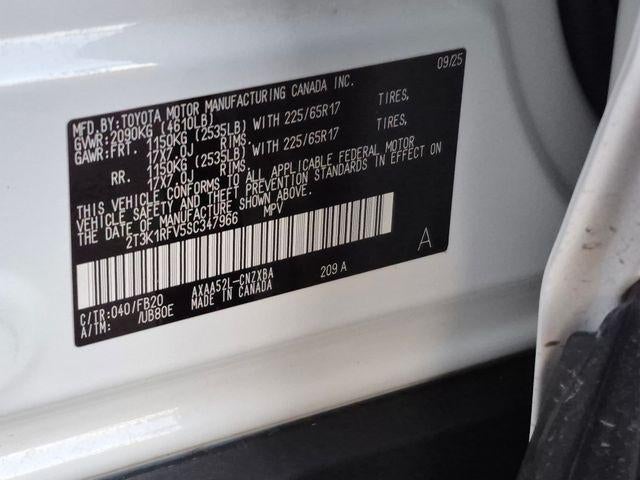 MFD. BY: TOYOTA MOTOR MANUFACTURING CANADA INC. 09/25
GVWR: 2090KG (4610LB)
GAWR: FRT. 1150KG (2535LB) WITH 225/65R17 TIRES,
17X7.0J RIMS.
RR. 1150KG (2535LB) WITH 225/65R17 TIRES,
17X7.0J RIMS.
THIS VEHICLE CONFORMS TO ALL APPLICABLE FEDERAL MOTOR
VEHICLE SAFETY AND THEFT PREVENTION STANDARDS IN EFFECT ON
THE DATE OF MANUFACTURE SHOWN ABOVE.
2T3K1RFV5SC347966 MPV
A
C/TR: 040/FB20 AXAA52L-CNZXBA 209 A
A/TM: /UB80E MADE IN CANADA